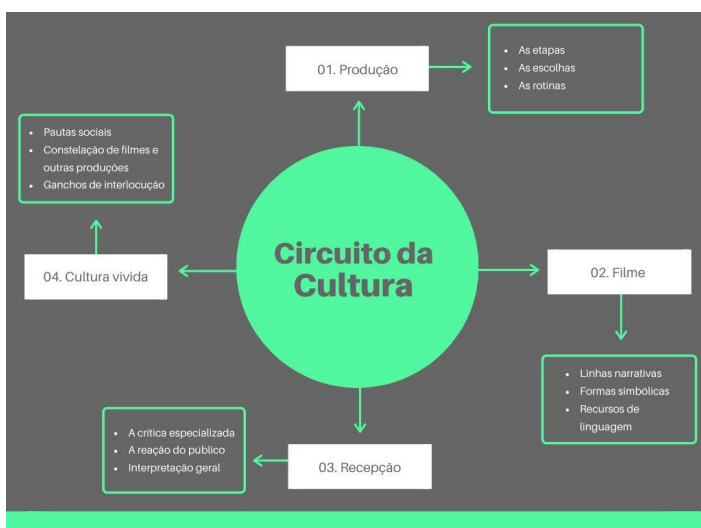 01. Produção
• As etapas
• As escolhas
• As rotinas
• Pautas sociais
• Constelação de filmes e
outras produções
• Ganchos de interlocução
04. Cultura vivida
Circuito da
Cultura
02. Filme
• Linhas narrativas
• Formas simbólicas
• Recursos de
linguagem
• A crítica especializada
• A reação do público
• Interpretação geral
03. Recepção